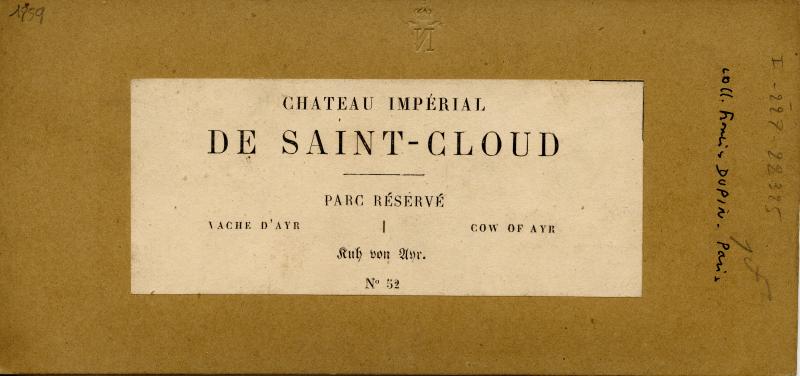 1759
N
CHATEAU IMPÉRIAL
DE SAINT-CLOUD
PARC RÉSERVÉ
VACHE D'AYR | COW OF AYR
Kuh von Ayr.
Nº 52
Coll. Francis DUPIN - Paris